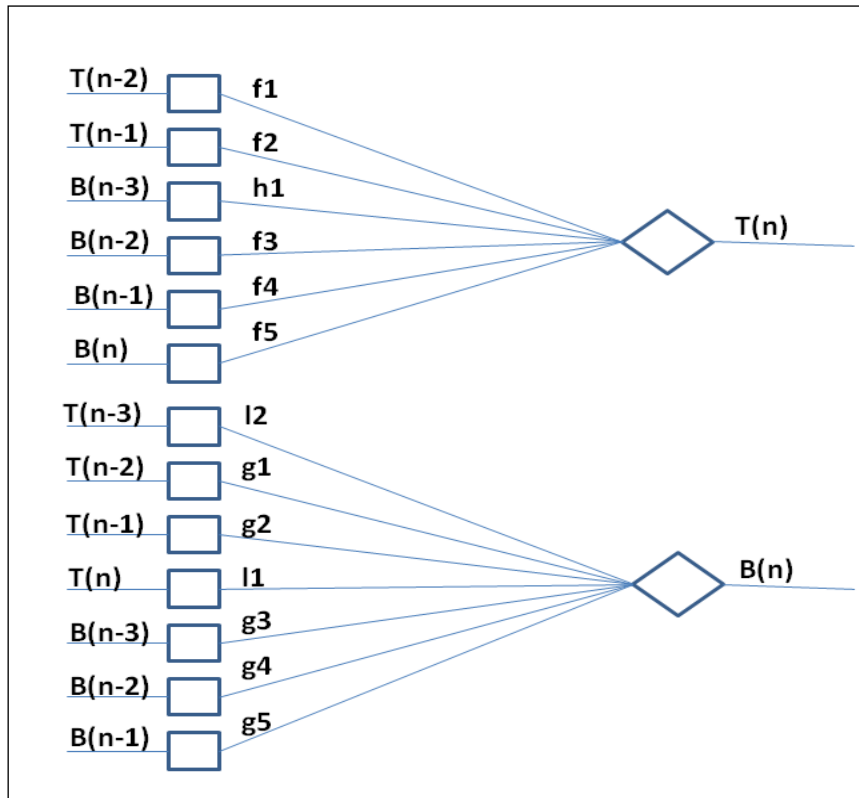 T(n-2) f1
T(n-1) f2
B(n-3) h1
B(n-2) f3
B(n-1) f4
B(n) f5
T(n)
T(n-3) l2
T(n-2) g1
T(n-1) g2
T(n) l1
B(n-3) g3
B(n-2) g4
B(n-1) g5
B(n)